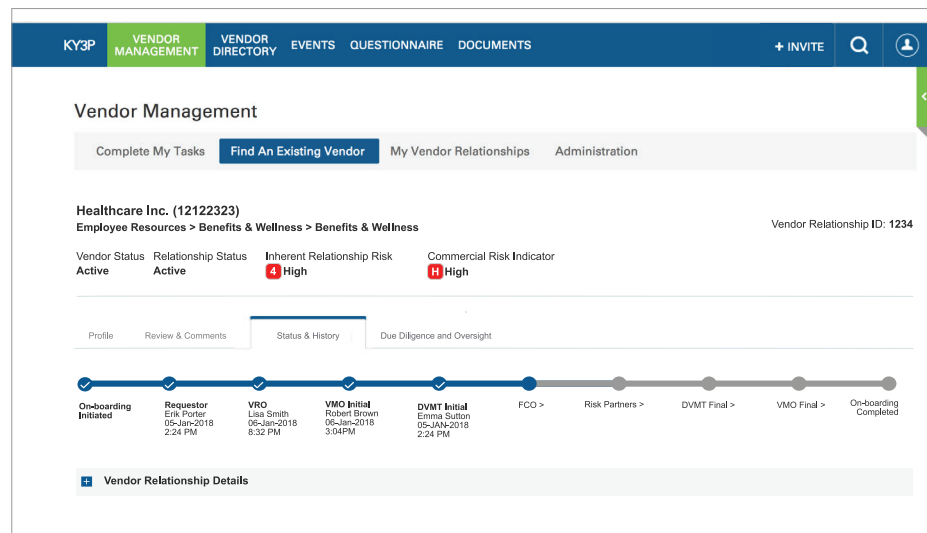 KY3P
VENDOR
MANAGEMENT
VENDOR
DIRECTORY
EVENTS
QUESTIONNAIRE
DOCUMENTS
+ INVITE
Vendor Management
Complete My Tasks
Find An Existing Vendor
My Vendor Relationships
Administration
Healthcare Inc. (12122323)
Employee Resources > Benefits & Wellness > Benefits & Wellness
Vendor Relationship ID: 1234
Vendor Status
Active
Relationship Status
Active
Inherent Relationship Risk
4 High
Commercial Risk Indicator
H High
Profile
Review & Comments
Status & History
Due Diligence and Oversight
On-boarding
Initiated
Requestor
Erik Porter
05-Jan-2018
2:24 PM
VRO
Lisa Smith
06-Jan-2018
8:32 PM
VMO Initial
Robert Brown
06-Jan-2018
3:04PM
DVMT Initial
Emma Sutton
05-JAN-2018
2:24 PM
FCO >
Risk Partners >
DVMT Final >
VMO Final >
On-boarding
Completed
Vendor Relationship Details